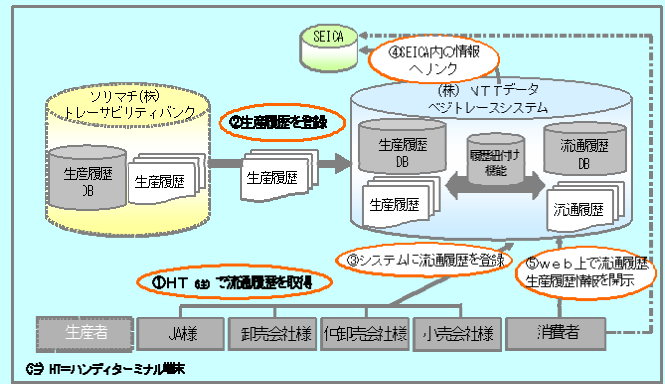 SEICA
④SEICA内の情報
へリンク
ソリマチ(株)
トレーサビリティバンク
(株) NTTデータ
ベジトレースシステム
②生産履歴を登録
生産履歴
DB
生産履歴
生産履歴
生産履歴
DB
履歴紐付け
機能
流通履歴
DB
生産履歴
流通履歴
③システムに流通履歴を登録
⑤web上で流通履歴
生産履歴情報を開示
①HT (注) で流通履歴を取得
生産者
JA様
卸売会社様
仲卸売会社様
小売会社様
消費者
(注) HT=ハンディターミナル端末